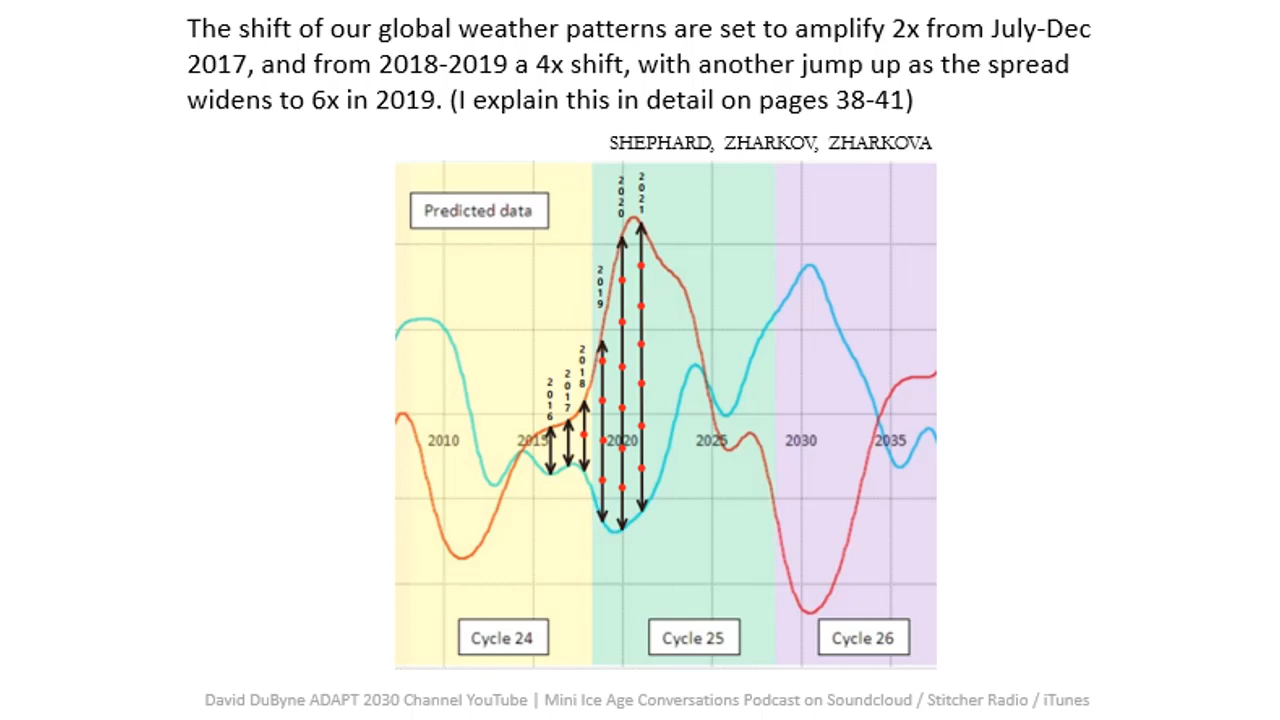 The shift of our global weather patterns are set to amplify 2x from July-Dec
2017, and from 2018-2019 a 4x shift, with another jump up as the spread
widens to 6x in 2019. (I explain this in detail on pages 38-41)
SHEPHARD, ZHARKOV, ZHARKOVA
Predicted data
2016
2017
2018
2019
2020
2021
2010
2015
2020
2025
2030
2035
Cycle 24
Cycle 25
Cycle 26
David DuByne ADAPT 2030 Channel YouTube | Mini Ice Age Conversations Podcast on Soundcloud / Stitcher Radio / iTunes